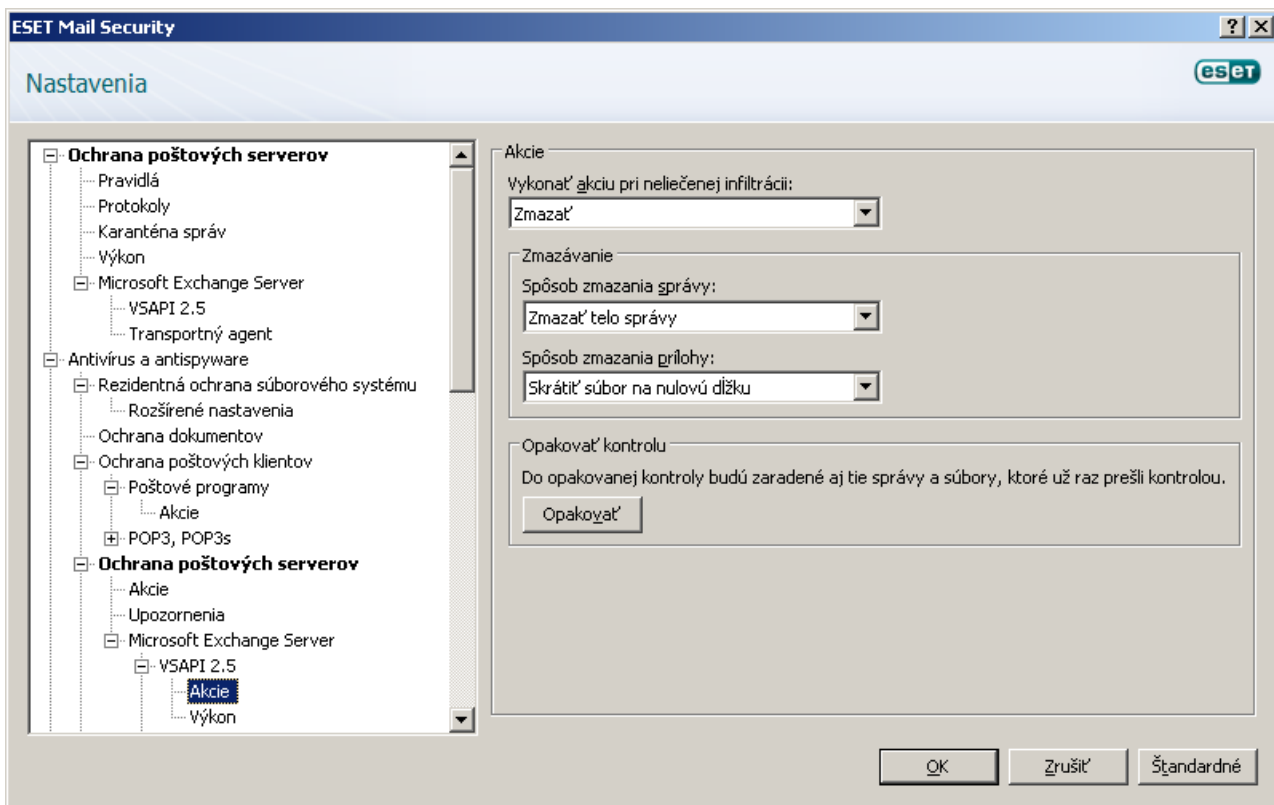 ESET Mail Security
Nastavenia
eset
Ochrana poštových serverov
Pravidlá
Protokoly
Karanténa správ
Výkon
Microsoft Exchange Server
VSAPI 2.5
Transportný agent
Antivírus a antispyware
Rezidentná ochrana súborového systému
Rozšírené nastavenia
Ochrana dokumentov
Ochrana poštových klientov
Poštové programy
Akcie
POP3, POP3s
Ochrana poštových serverov
Akcie
Upozornenia
Microsoft Exchange Server
VSAPI 2.5
Akcie
Výkon
Akcie
Vykonať akciu pri neliečenej infiltrácii:
Zmazať
Zmazávanie
Spôsob zmazania správy:
Zmazať telo správy
Spôsob zmazania prílohy:
Skrátiť súbor na nulovú dĺžku
Opakovať kontrolu
Do opakovanej kontroly budú zaradené aj tie správy a súbory, ktoré už raz prešli kontrolou.
Opakovať
OK
Zrušiť
Štandardné